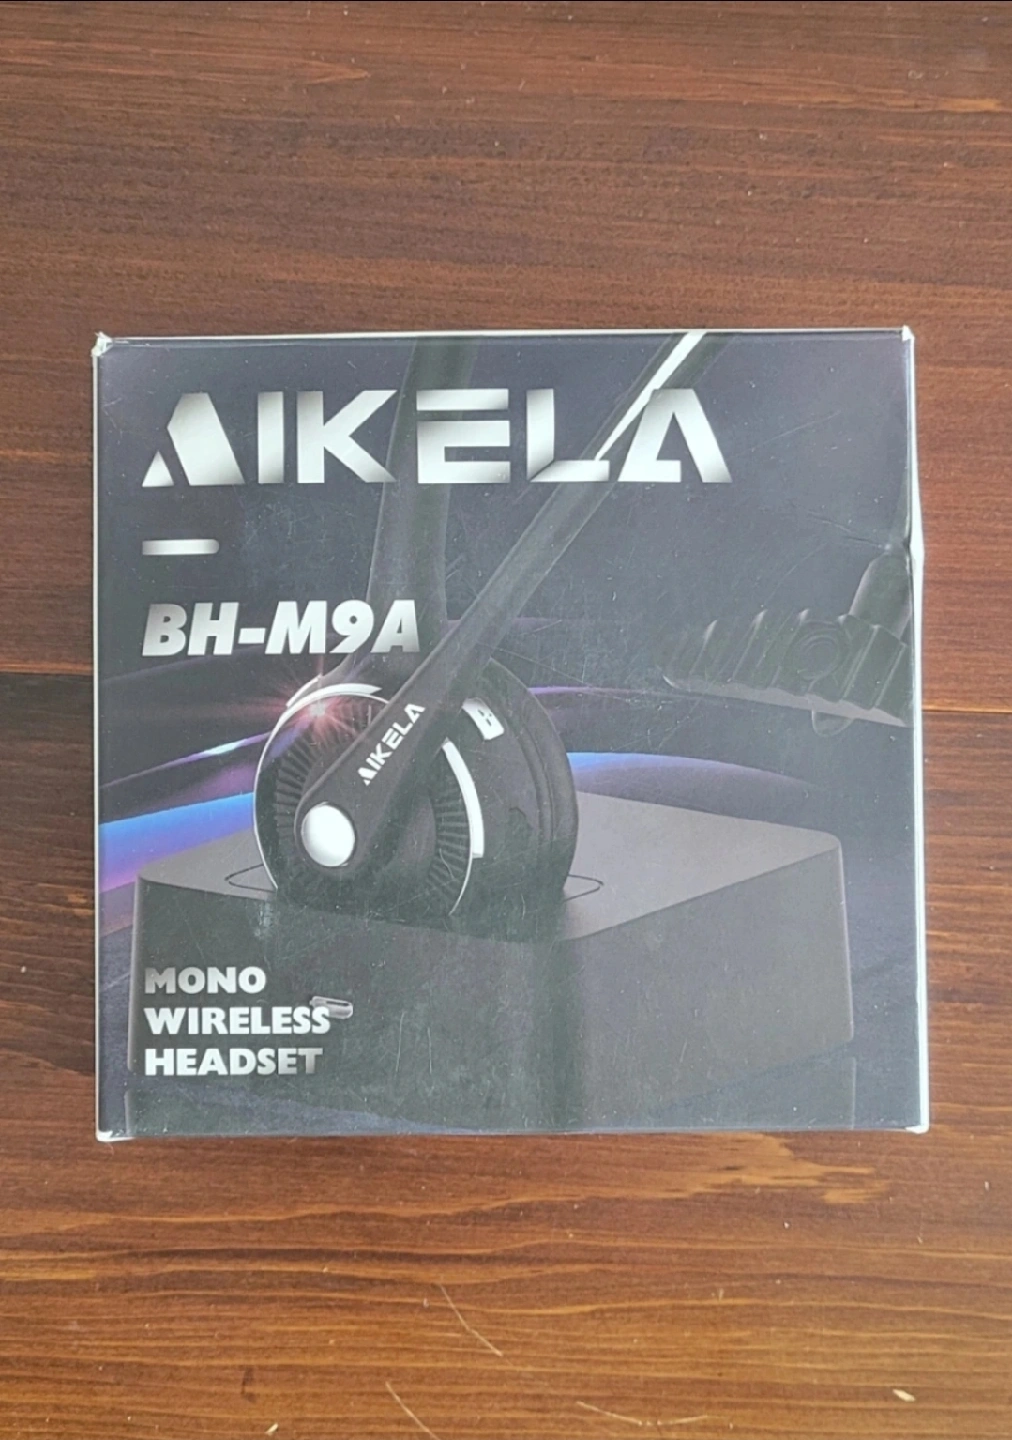 AIKELA
BH-M9A
AIKELA
MONO
WIRELESS
HEADSET